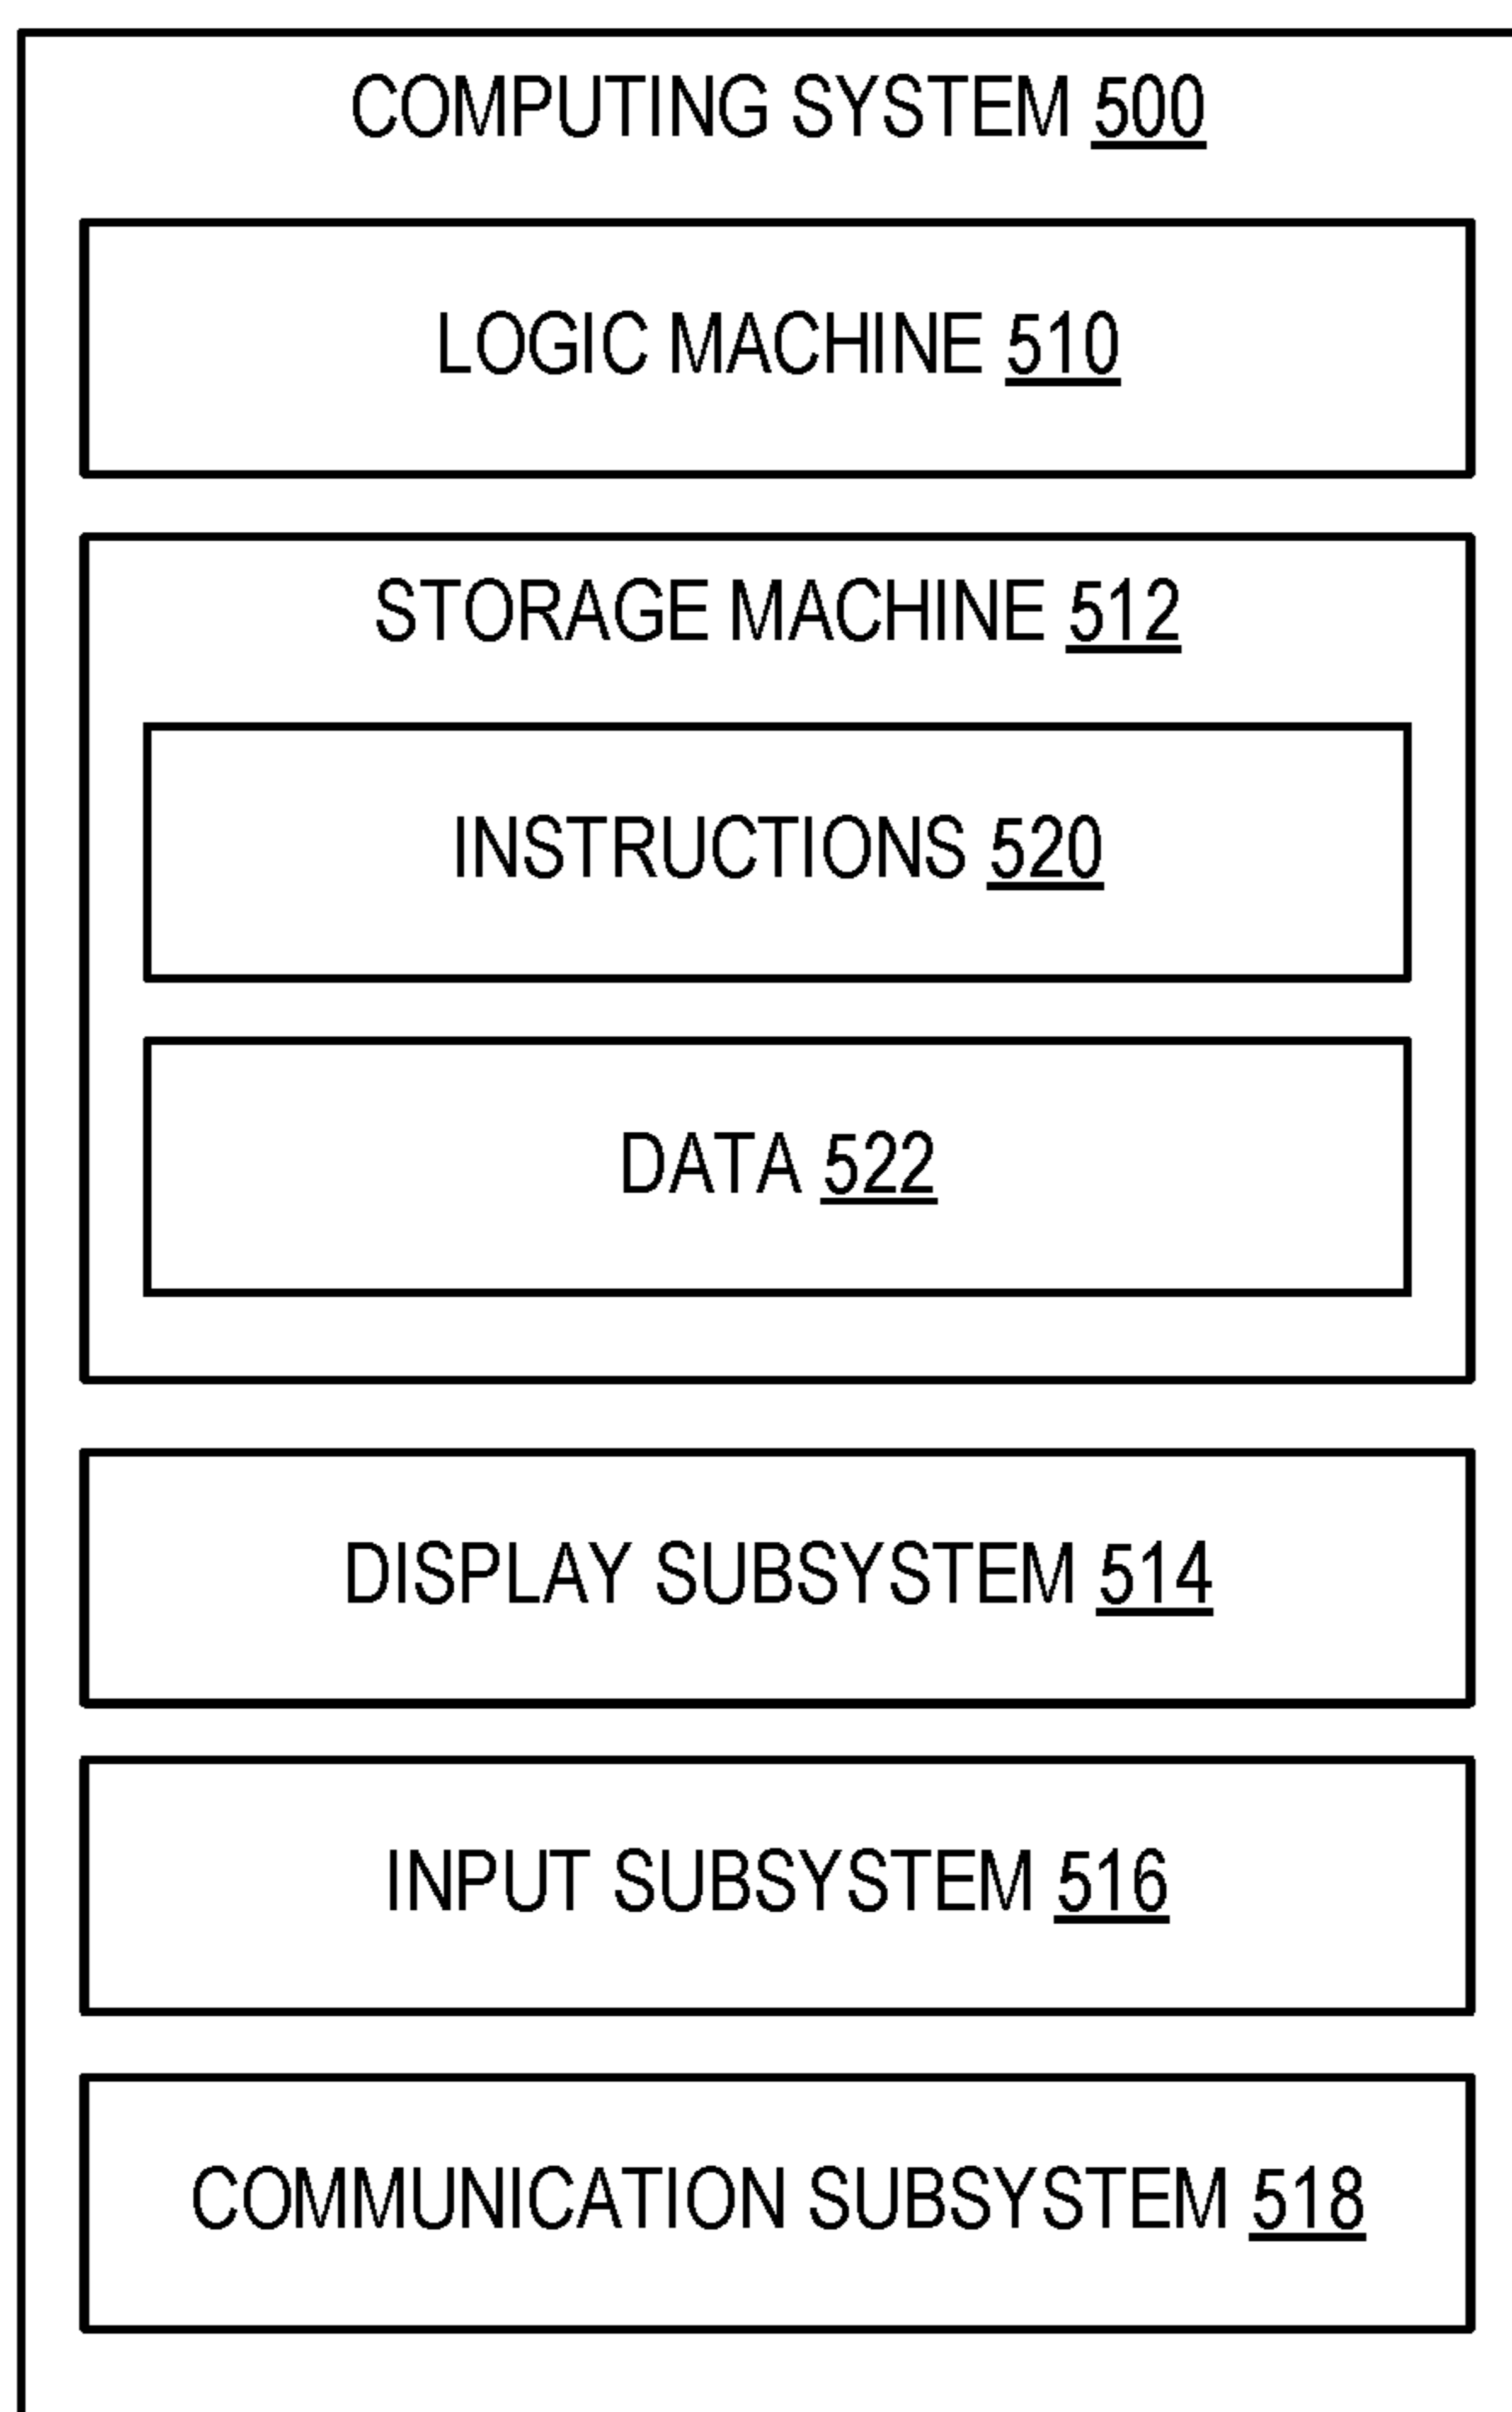 COMPUTING SYSTEM 500
LOGIC MACHINE 510
STORAGE MACHINE 512
INSTRUCTIONS 520
DATA 522
DISPLAY SUBSYSTEM 514
INPUT SUBSYSTEM 516
COMMUNICATION SUBSYSTEM 518